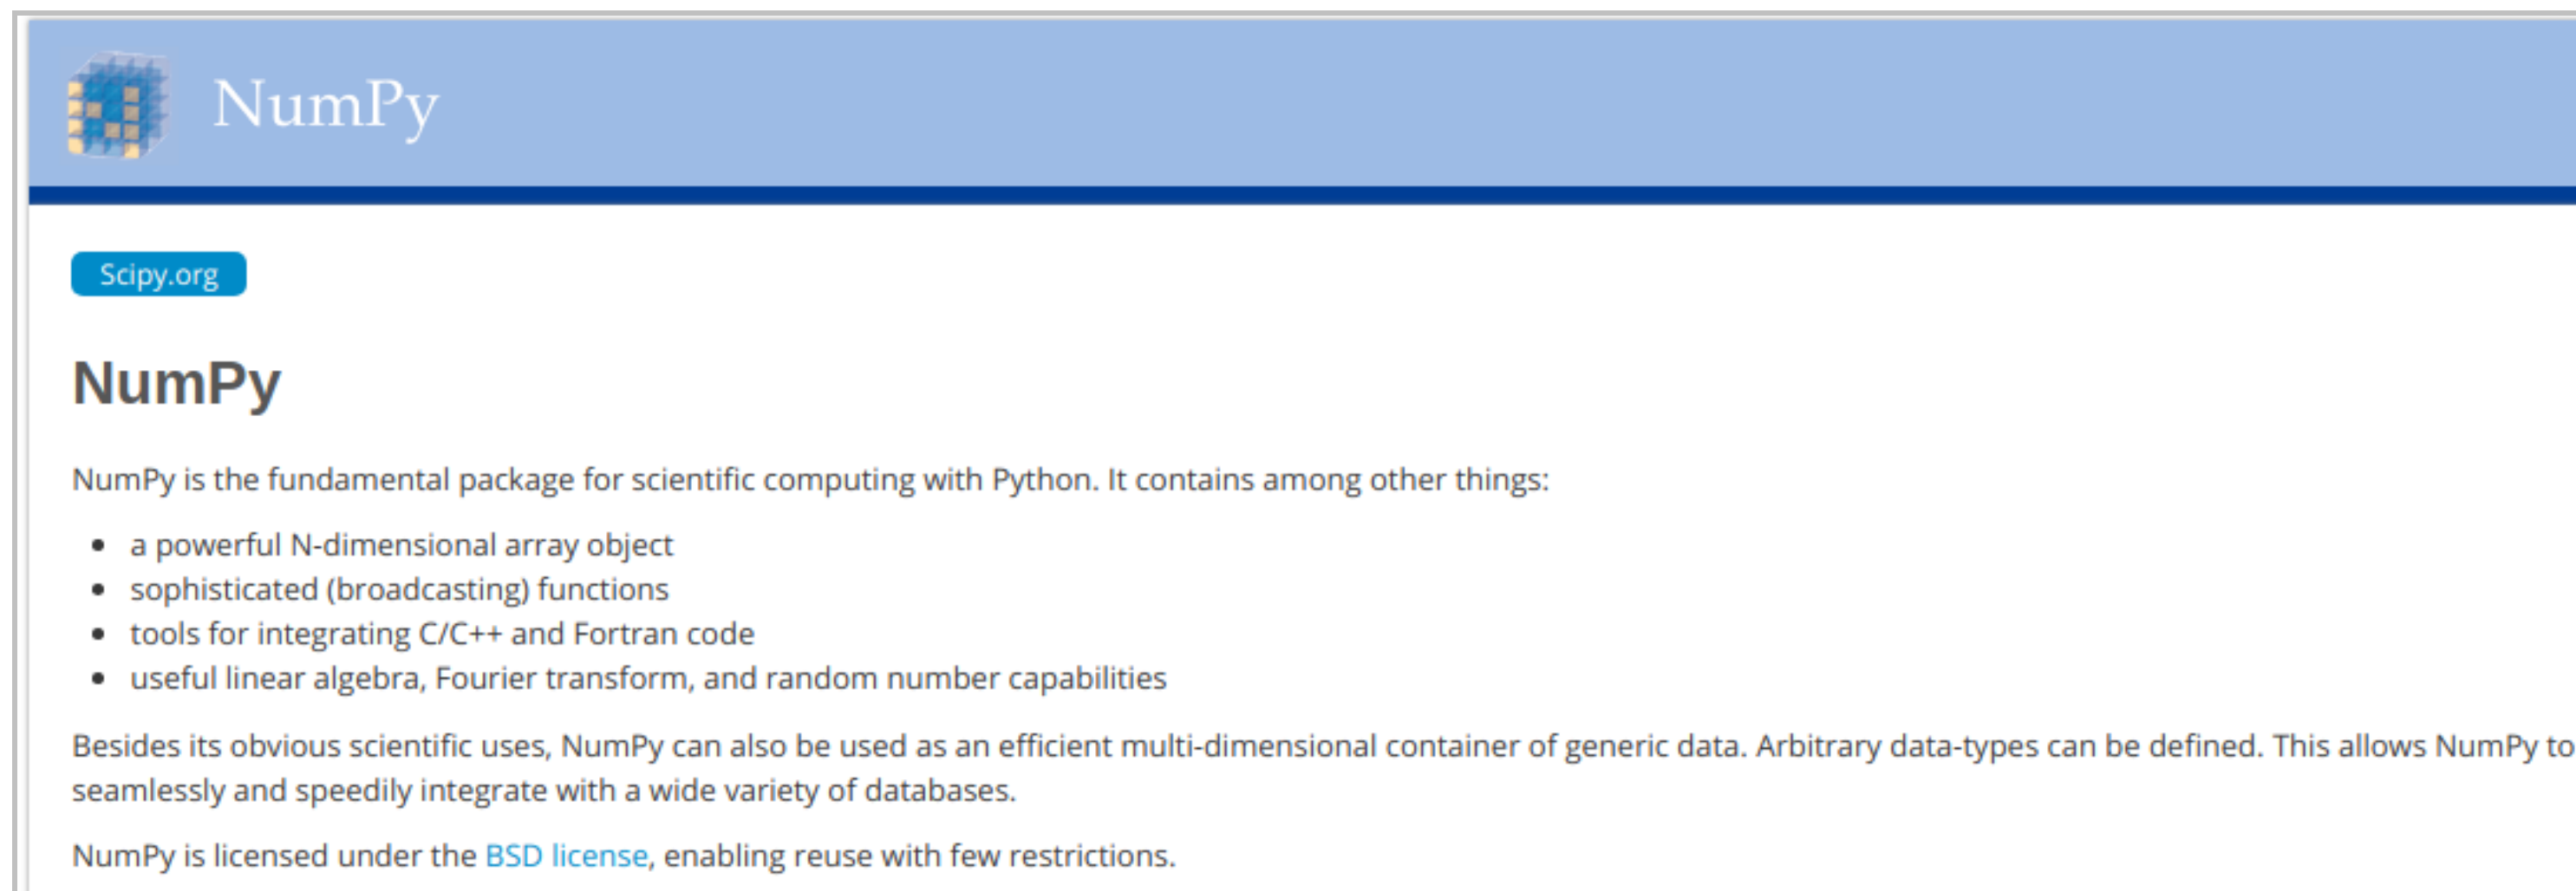 NumPy
Scipy.org
NumPy
NumPy is the fundamental package for scientific computing with Python. It contains among other things:
• a powerful N-dimensional array object
• sophisticated (broadcasting) functions
• tools for integrating C/C++ and Fortran code
• useful linear algebra, Fourier transform, and random number capabilities
Besides its obvious scientific uses, NumPy can also be used as an efficient multi-dimensional container of generic data. Arbitrary data-types can be defined. This allows NumPy to
seamlessly and speedily integrate with a wide variety of databases.
NumPy is licensed under the BSD license, enabling reuse with few restrictions.